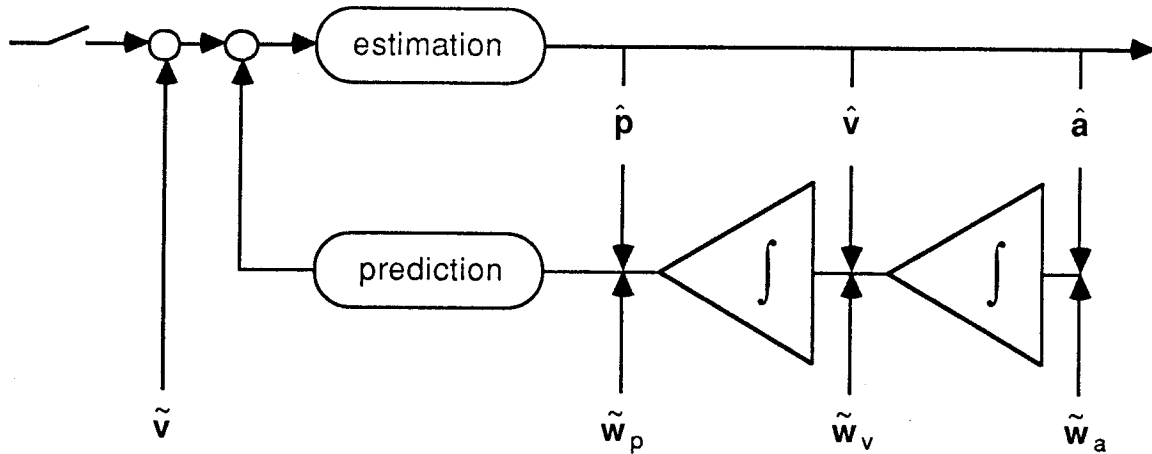 estimation
p̂ v̂ â
prediction ∫ ∫
ṽ w̃p w̃v w̃a